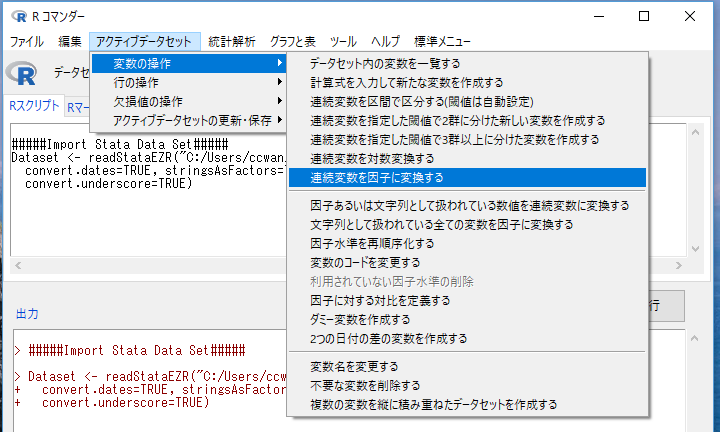 R コマンダー
ファイル 編集 アクティブデータセット 統計解析 グラフと表 ツール ヘルプ 標準メニュー
変数の操作
行の操作
欠損値の操作
アクティブデータセットの更新・保存
データセット内の変数を一覧する
計算式を入力して新たな変数を作成する
連続変数を区間で区分する(閾値は自動設定)
連続変数を指定した閾値で2群に分けた新しい変数を作成する
連続変数を指定した閾値で3群以上に分けた変数を作成する
連続変数を対数変換する
連続変数を因子に変換する
因子あるいは文字列として扱われている数値を連続変数に変換する
文字列として扱われている全ての変数を因子に変換する
因子水準を再順序化する
変数のコードを変更する
利用されていない因子水準の削除
因子に対する対比を定義する
ダミー変数を作成する
2つの日付の差の変数を作成する
変数名を変更する
不要な変数を削除する
複数の変数を縦に積み重ねたデータセットを作成する
R データセ
Rスクリプト Rマー
#####Import Stata Data Set#####
Dataset <- readStataEZR("C:/Users/ccwan
convert.dates=TRUE, stringsAsFactors=
convert.underscore=TRUE)
行
出力
> #####Import Stata Data Set#####
> Dataset <- readStataEZR("C:/Users/ccwan
+ convert.dates=TRUE, stringsAsFacto
+ convert.underscore=TRUE)